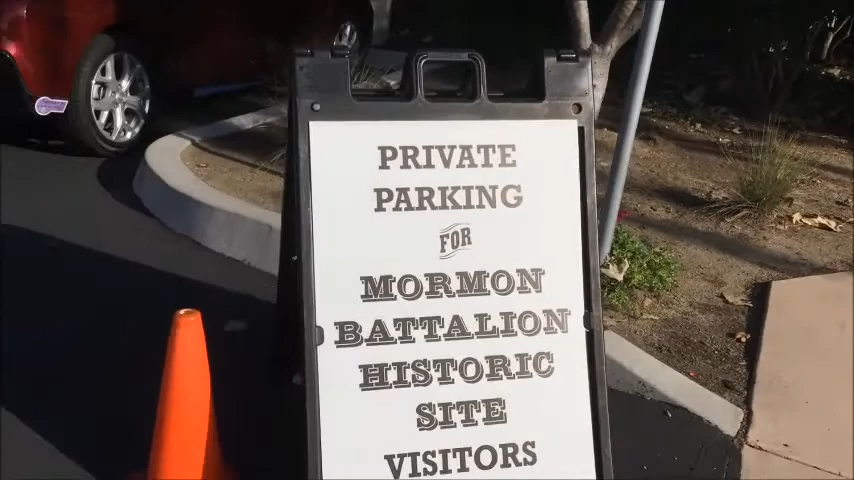 PRIVATE
PARKING
FOR
MORMON
BATTALION
HISTORIC
SITE
VISITORS